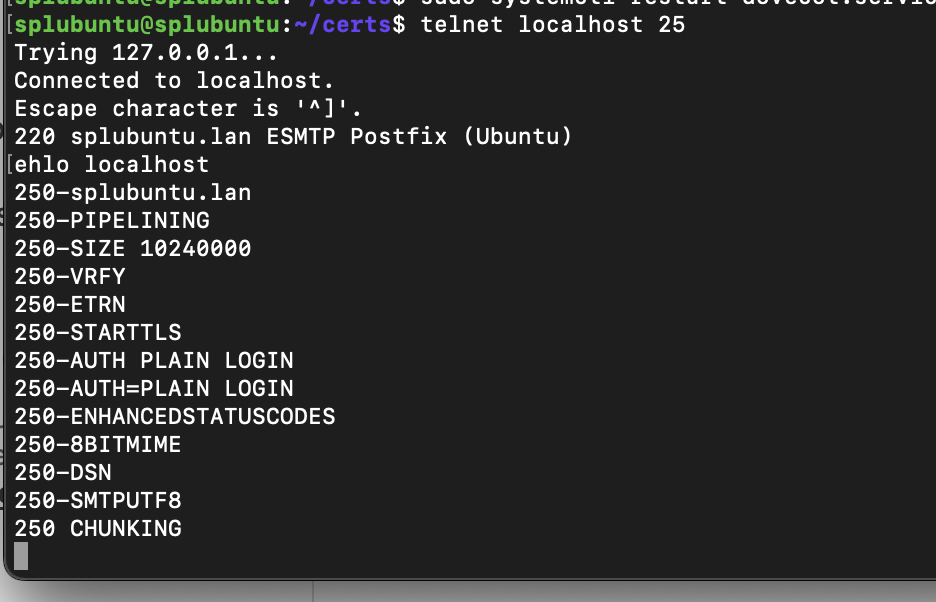 splubuntu@splubuntu:~/certs$ sudo systemctl restart dovecot.servic
[splubuntu@splubuntu:~/certs$ telnet localhost 25
Trying 127.0.0.1...
Connected to localhost.
Escape character is '^]'.
220 splubuntu.lan ESMTP Postfix (Ubuntu)
[ehlo localhost
250-splubuntu.lan
250-PIPELINING
250-SIZE 10240000
250-VRFY
250-ETRN
250-STARTTLS
250-AUTH PLAIN LOGIN
250-AUTH=PLAIN LOGIN
250-ENHANCEDSTATUSCODES
250-8BITMIME
250-DSN
250-SMTPUTF8
250 CHUNKING